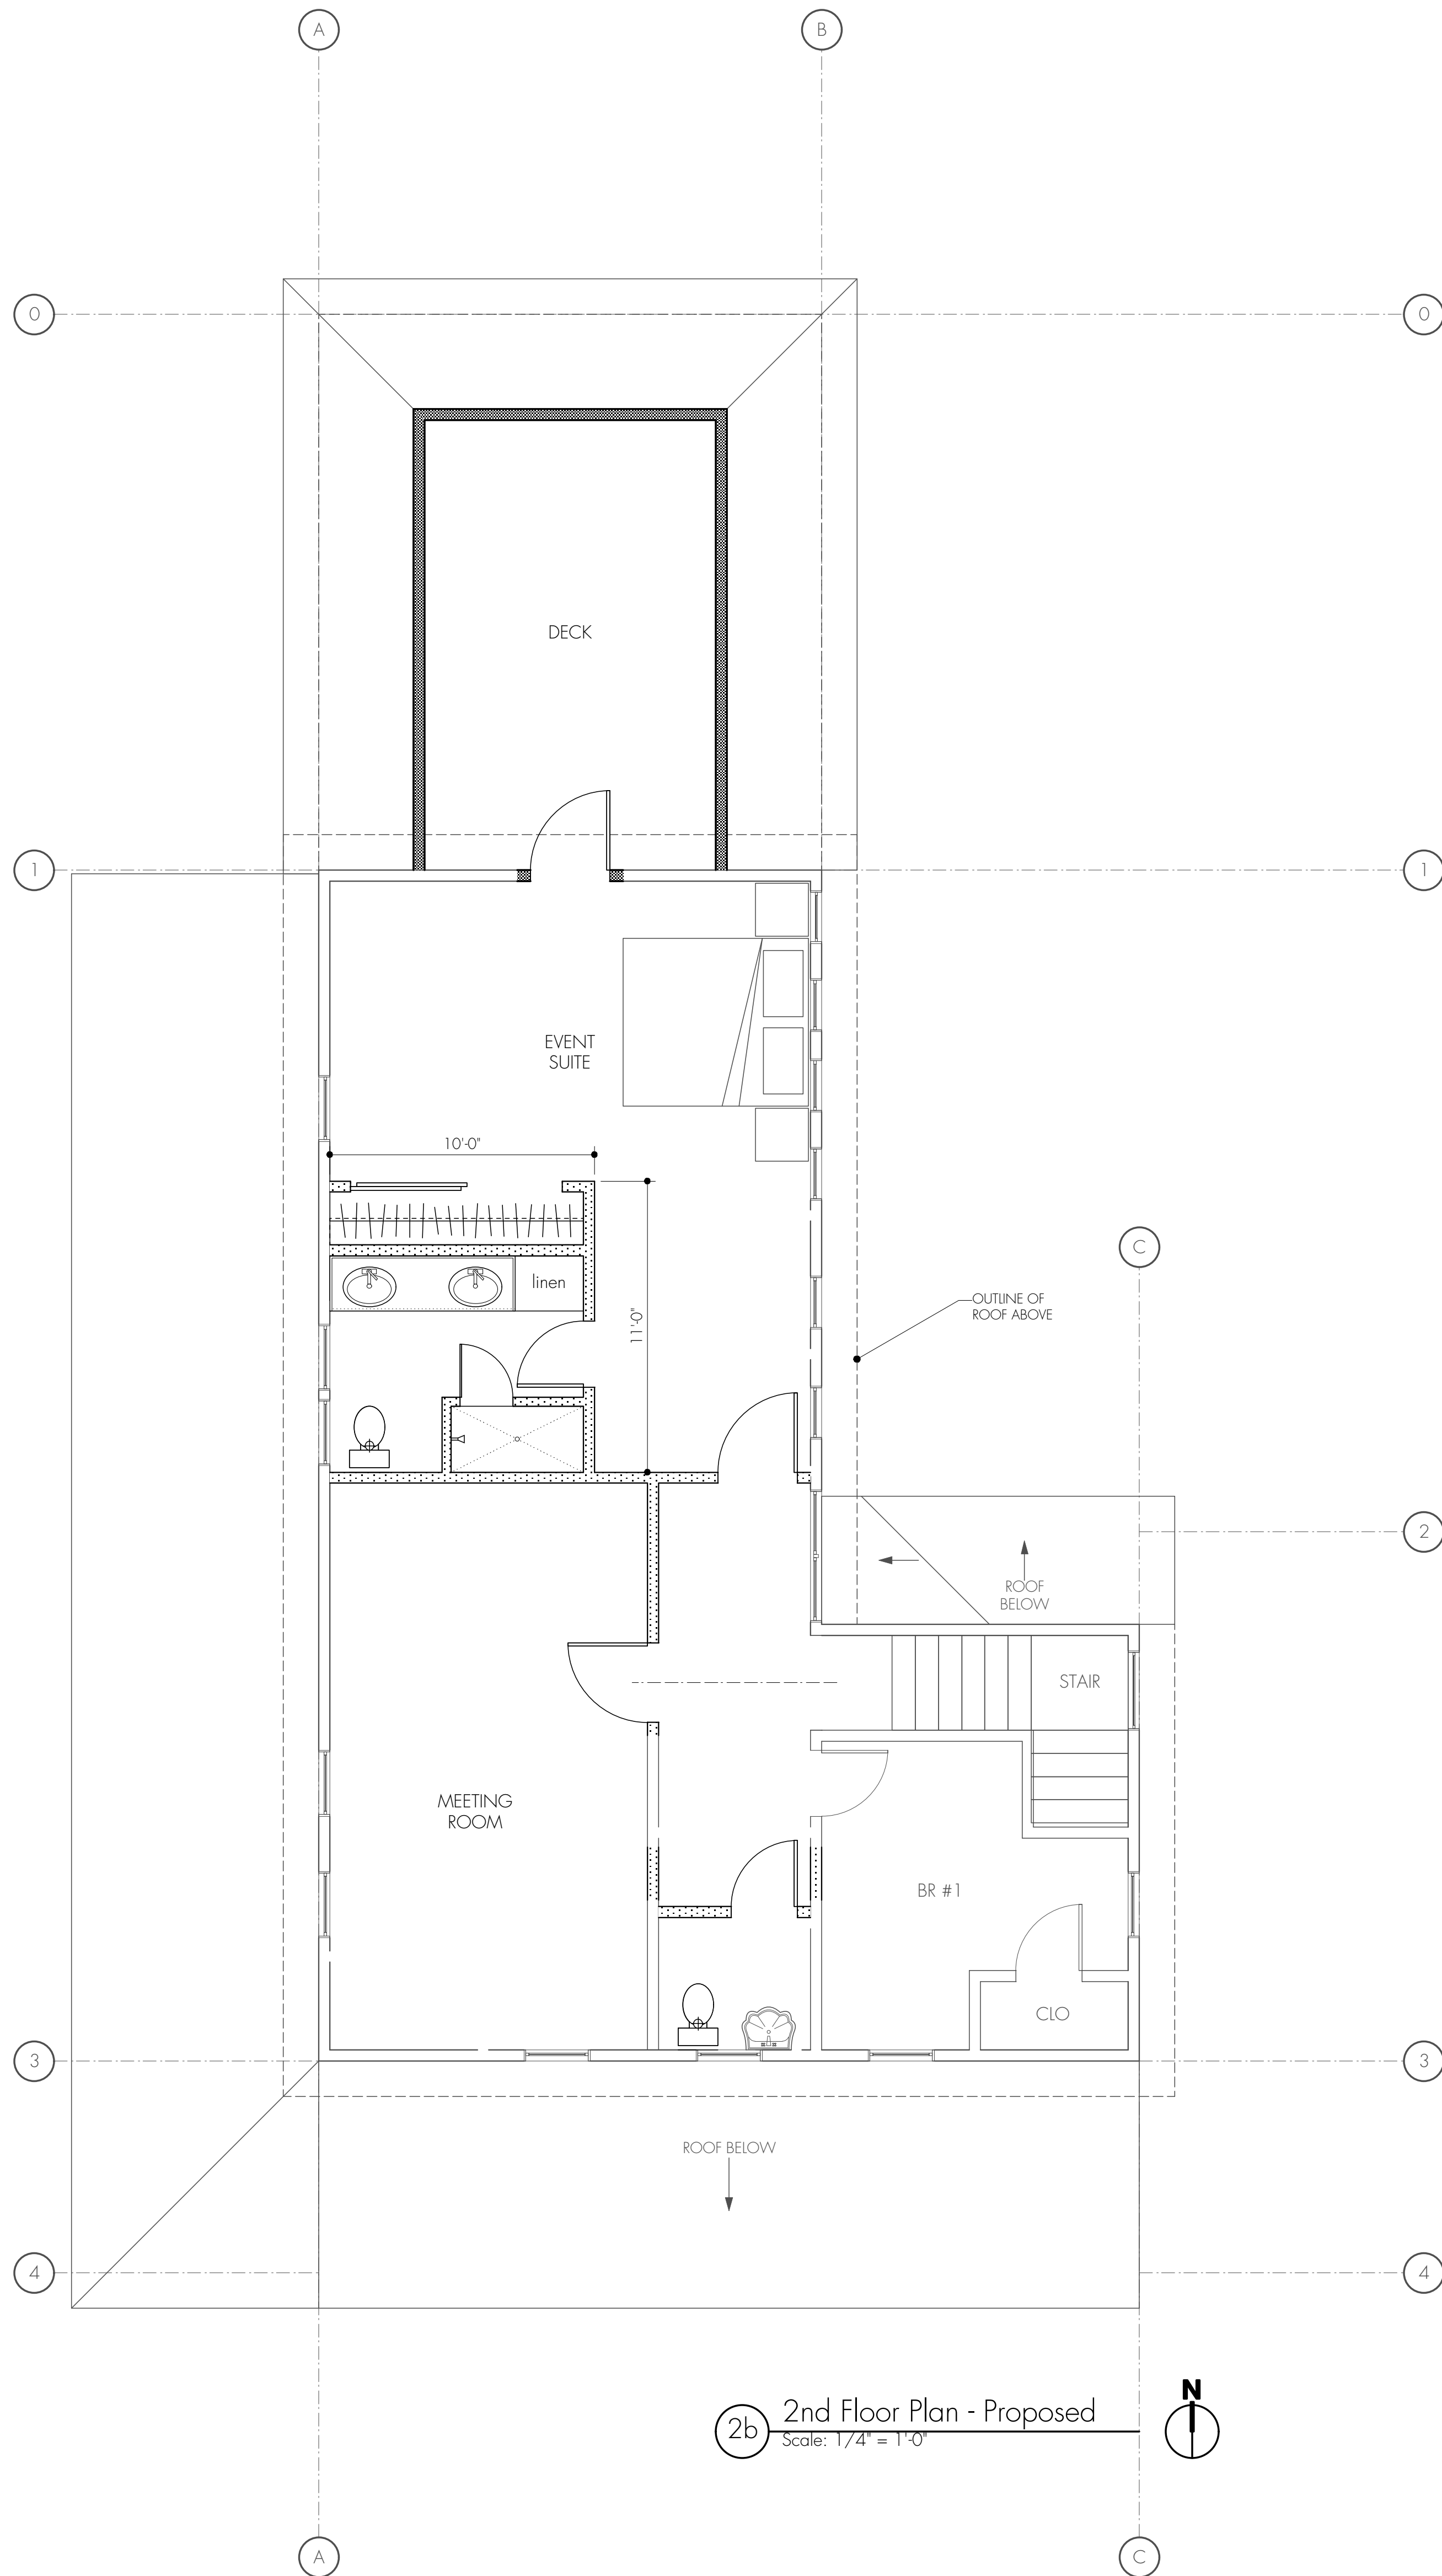 A
B
0
0
DECK
1
1
EVENT
SUITE
10'-0"
C
linen
OUTLINE OF
ROOF ABOVE
11'-0"
2
ROOF
BELOW
STAIR
MEETING
ROOM
BR #1
CLO
3
3
ROOF BELOW
4
4
N
2b
2nd Floor Plan - Proposed
Scale: 1/4" = 1'-0"
A
C